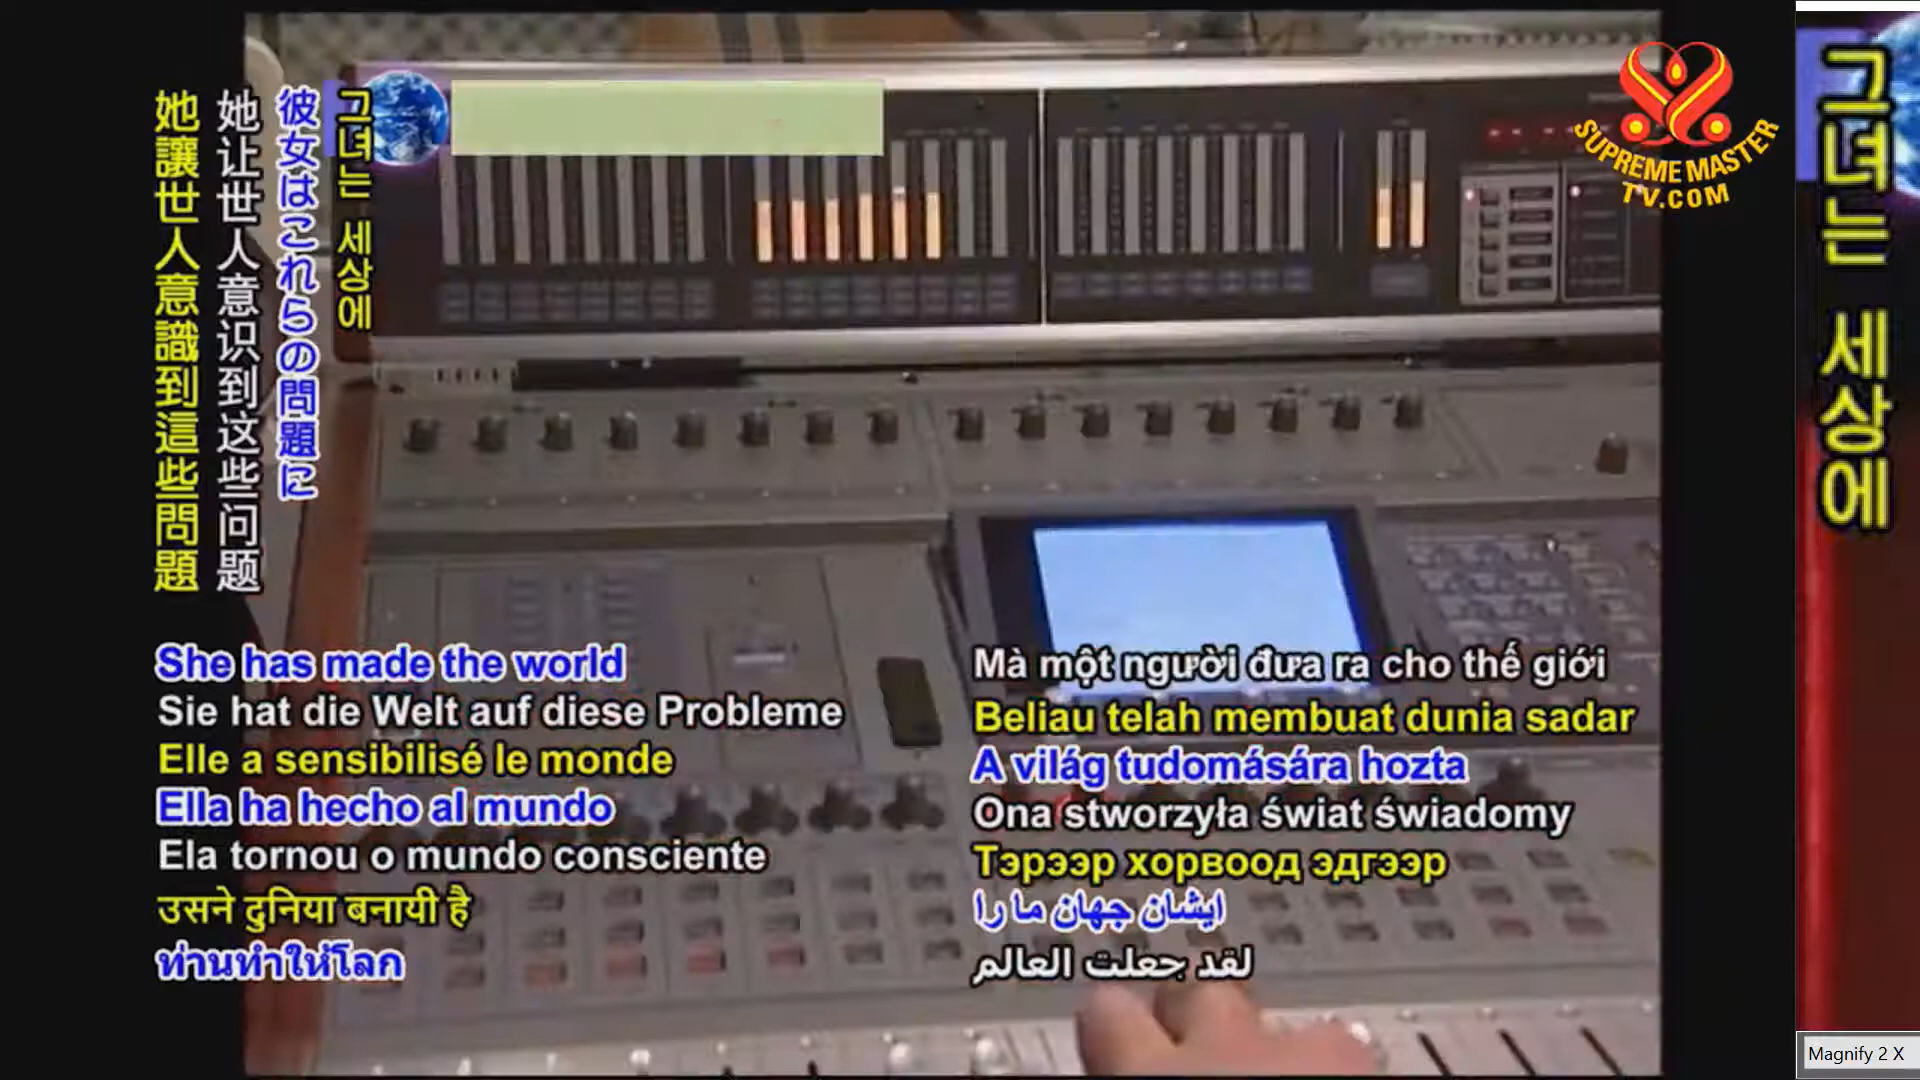 그녀는 세상에
彼女はこれらの問題に
她让世人意识到这些问题
她讓世人意識到這些問題
SUPREME MASTER
TV.COM
She has made the world
Sie hat die Welt auf diese Probleme
Elle a sensibilisé le monde
Ella ha hecho al mundo
Ela tornou o mundo consciente
उसने दुनिया बनायी है
ท่านทำให้โลก
Mà một người đưa ra cho thế giới
Beliau telah membuat dunia sadar
A világ tudomására hozta
Ona stworzyła świat świadomy
Тэрээр хорвоод эдгээр
ایشان جهان ما را
لقد جعلت العالم
그녀는 세상에
Magnify 2 X